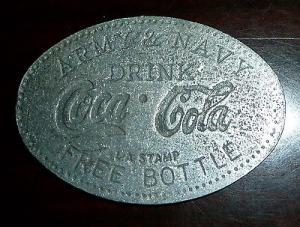 ARMY & NAVY
DRINK
Coca · Cola
L.A STAMP
FREE BOTTLE